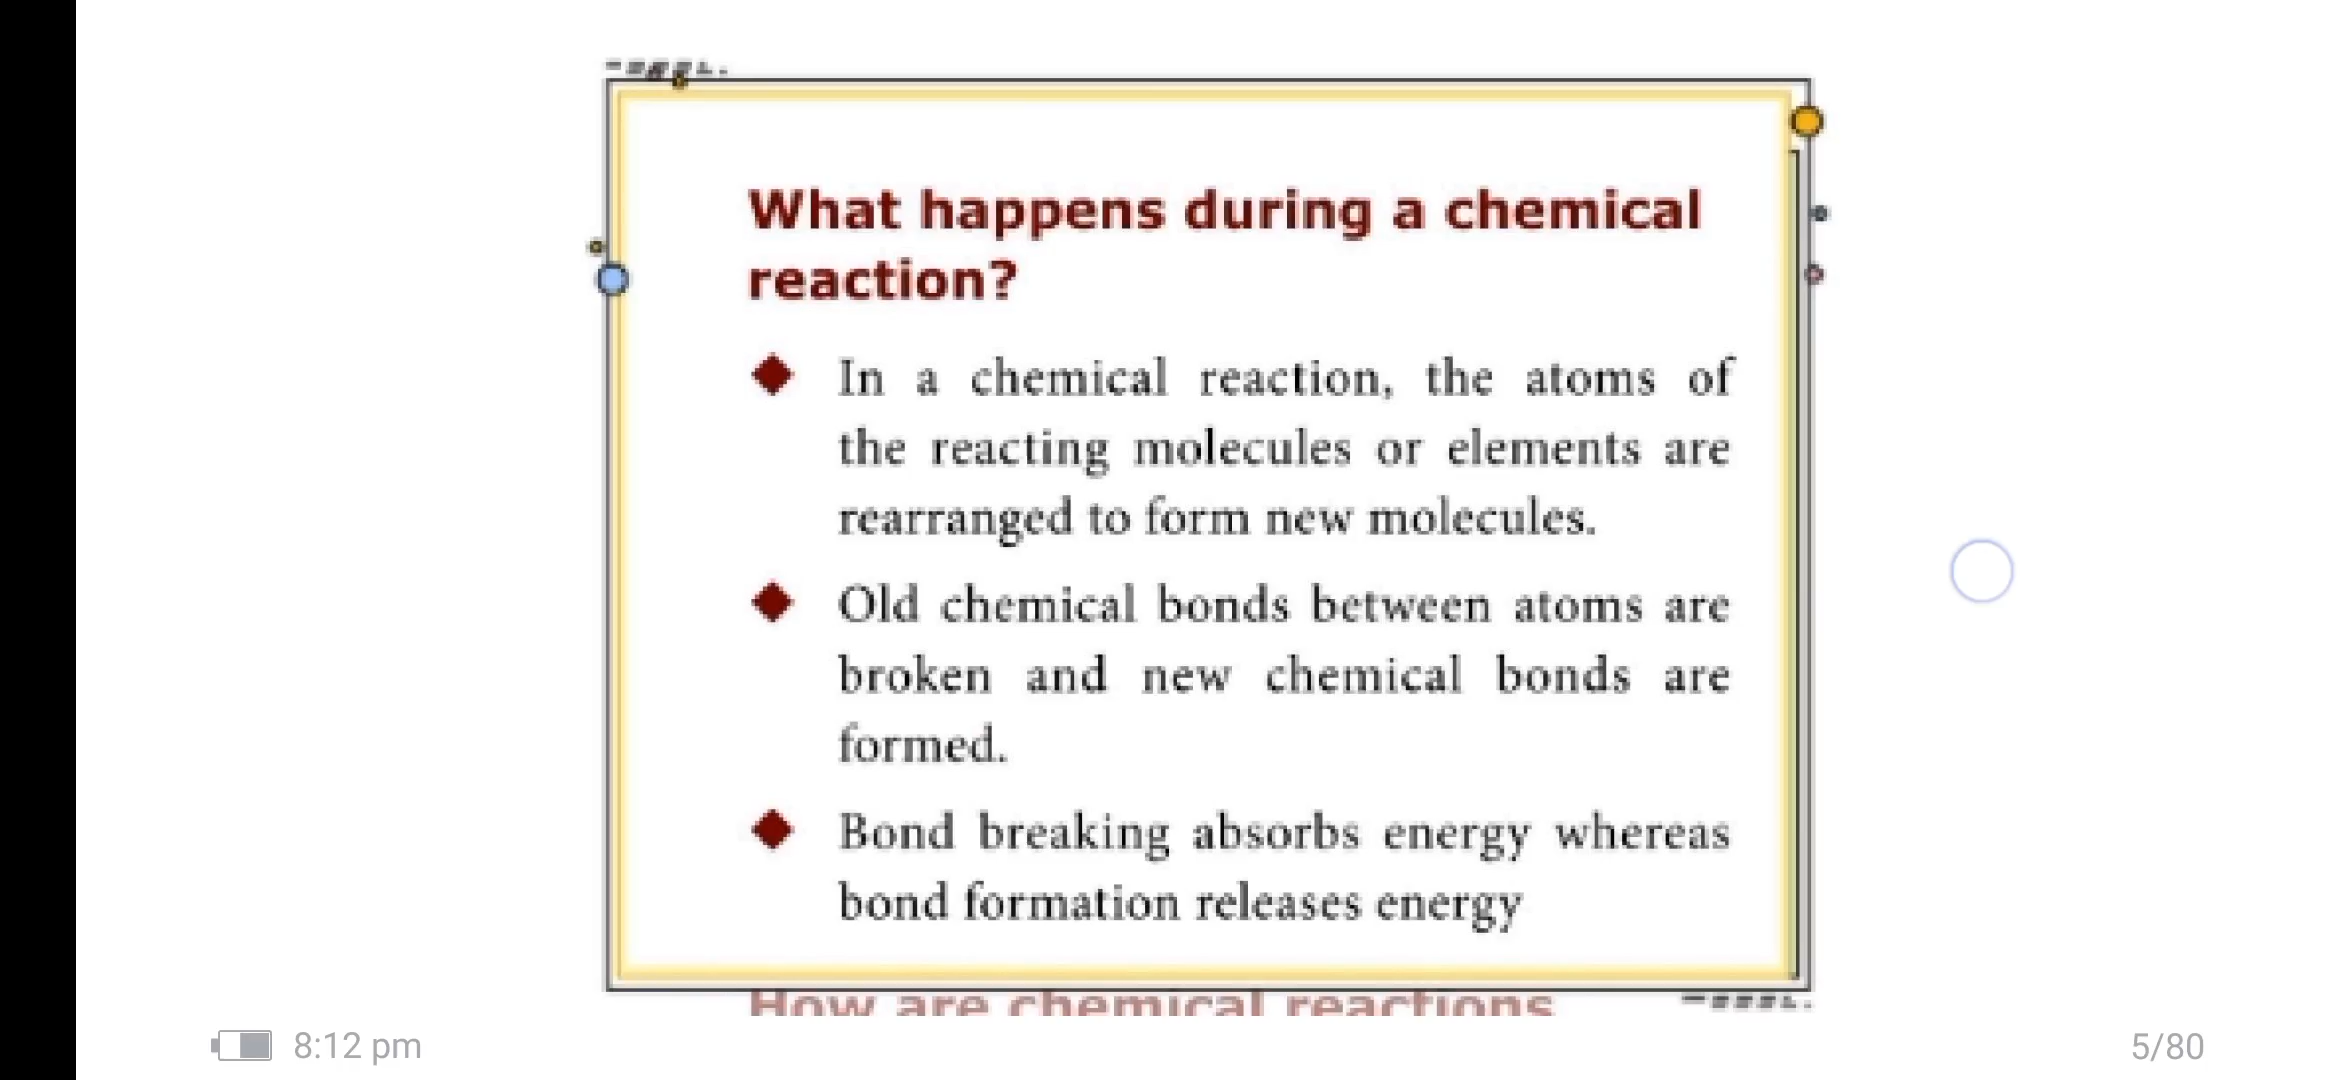 What happens during a chemical
reaction?
In a chemical reaction, the atoms of
the reacting molecules or elements are
rearranged to form new molecules.
Old chemical bonds between atoms are
broken and new chemical bonds are
formed.
Bond breaking absorbs energy whereas
bond formation releases energy
How are chemical reactions
8:12 pm
5/80